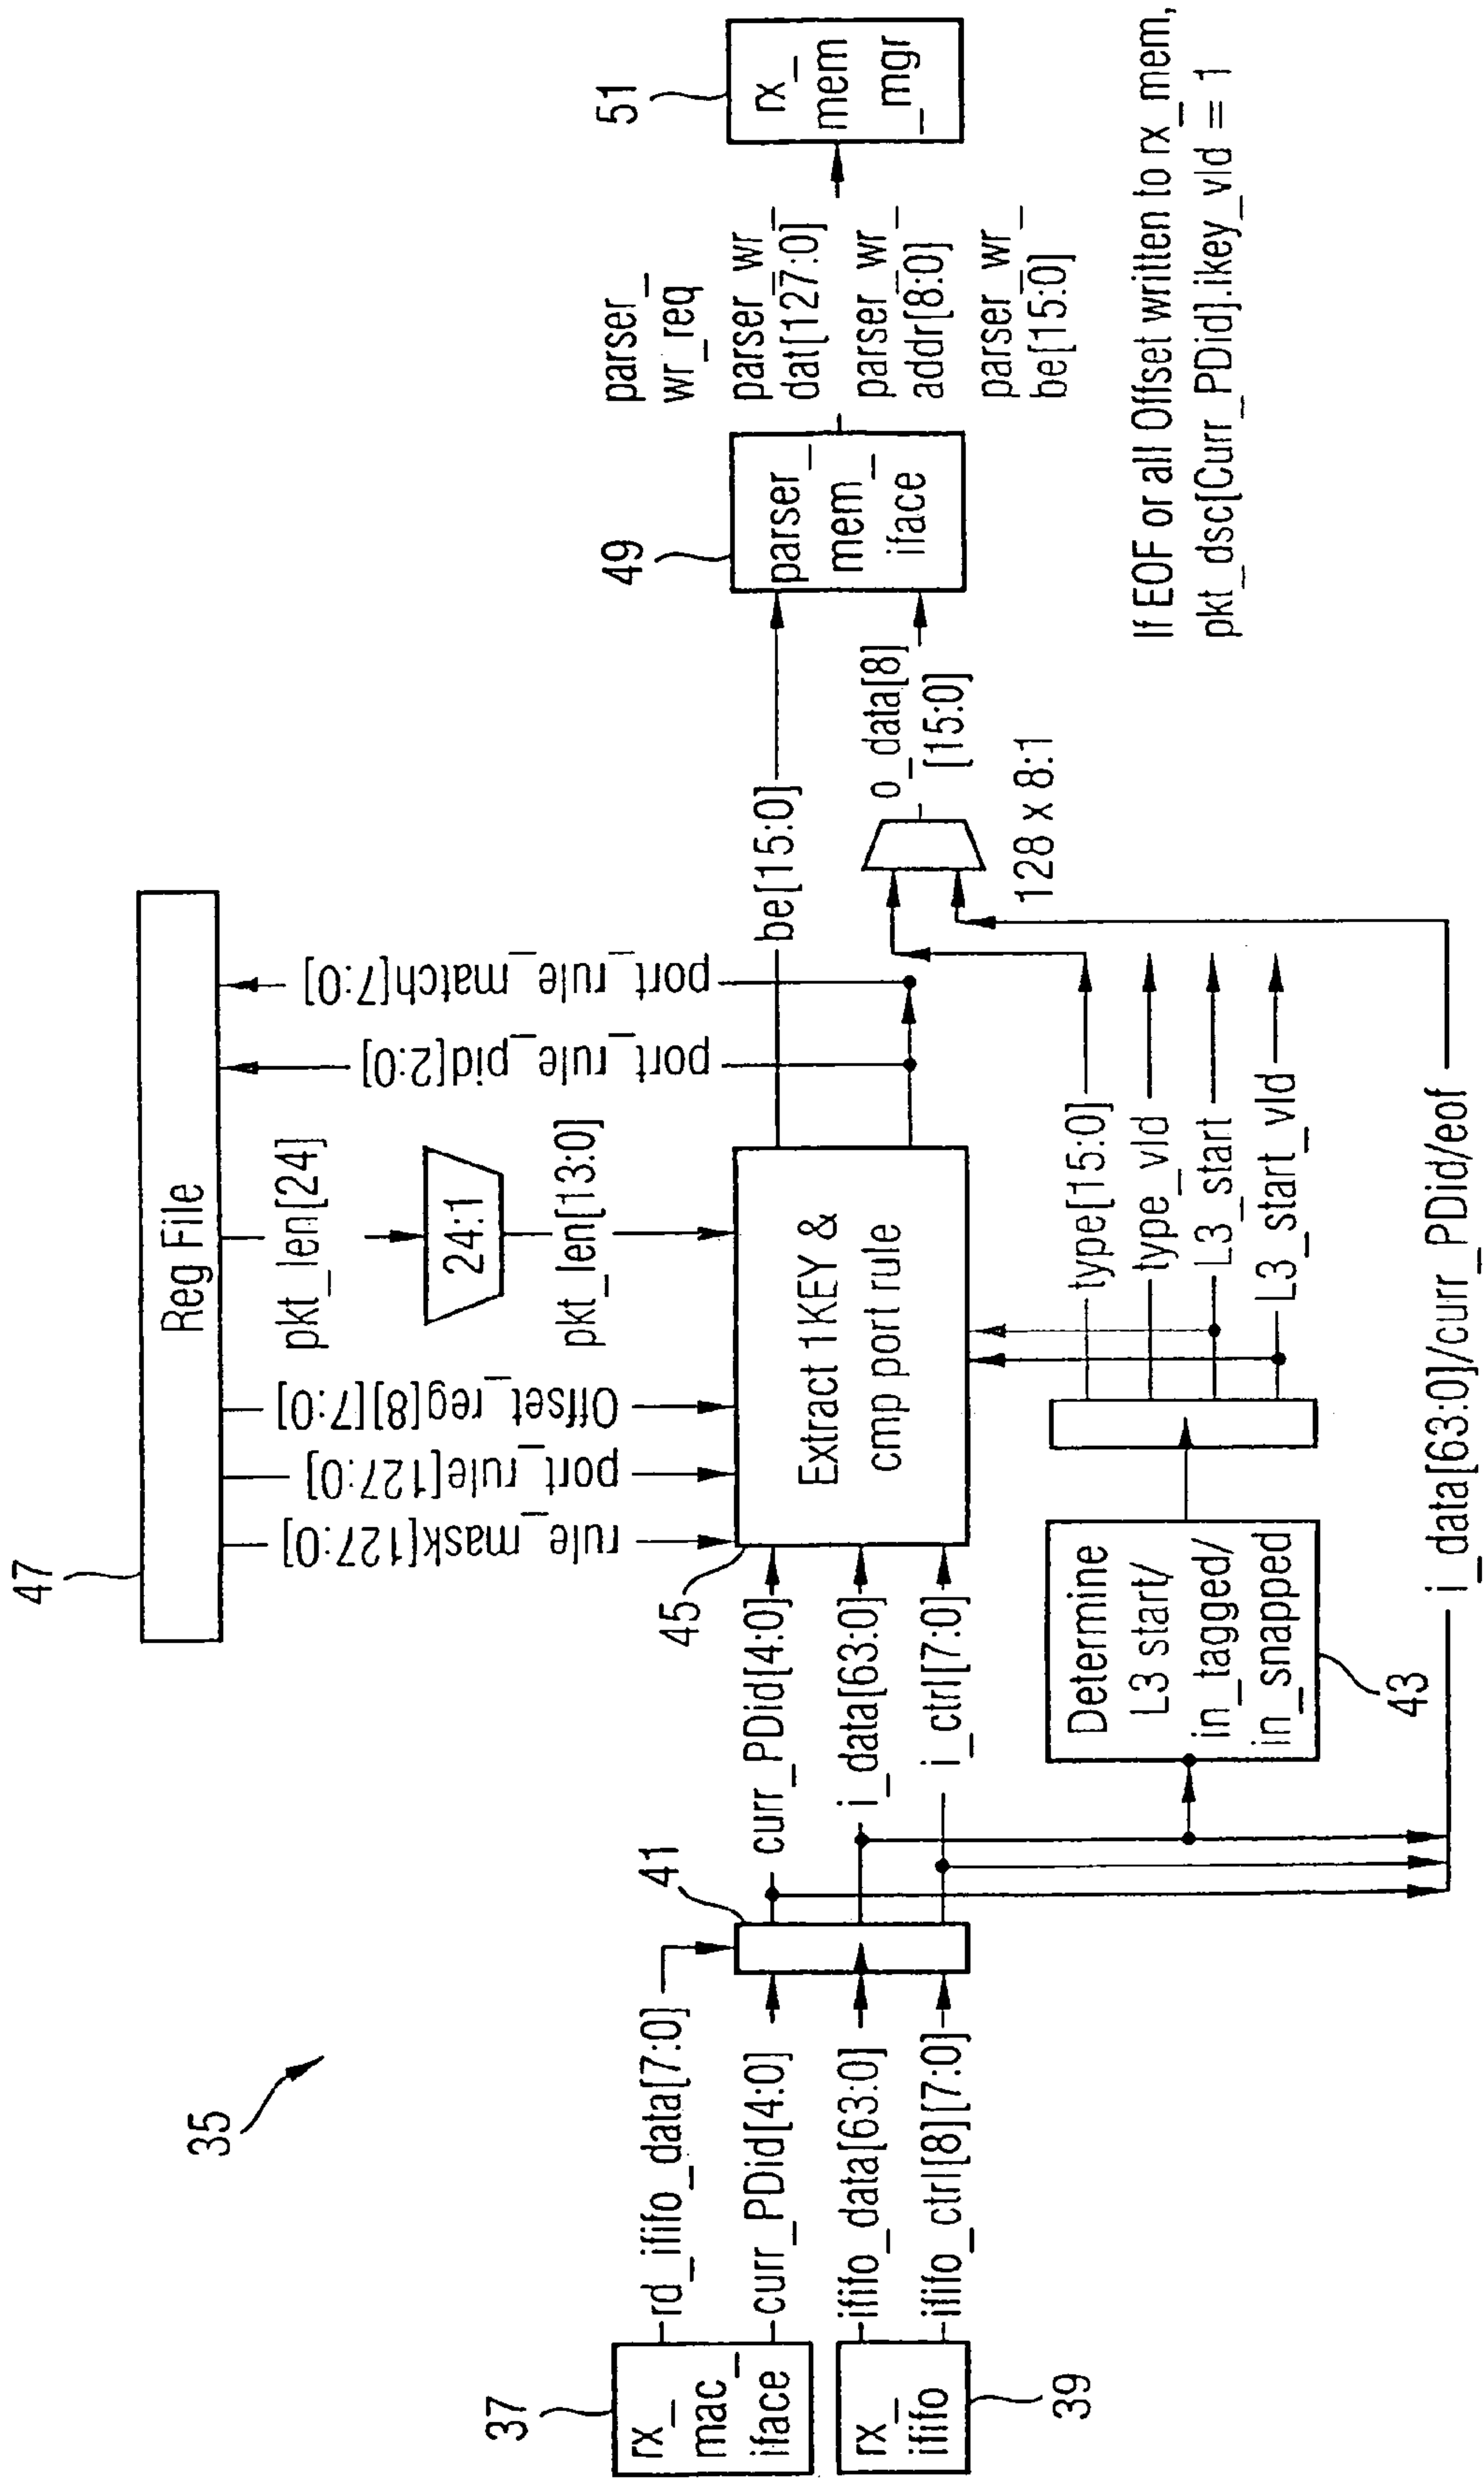 35
47
Reg File
rule_mask[127:0]
port_rule[127:0]
Offset_reg[8][7:0]
pkt_len[24]
24:1
pkt_len[13:0]
port_rule_pid[2:0]
port_rule_match[7:0]
37
rx_
mac_
iface
rd_ififo_data[7:0]
curr_PDid[4:0]
rx_
ififo
39
ififo_data[63:0]
ififo_ctrl[8][7:0]
41
curr_PDid[4:0]
i_data[63:0]
i_ctrl[7:0]
45
Extract 1KEY &
cmp port rule
be[15:0]
Determine
L3 start/
in_tagged/
in_snapped
43
type[15:0]
type_vld
L3_start
L3_start_vld
i_data[63:0]/curr_PDid/eof
o_data[8]
[15:0]
128 x 8:1
49
parser_
mem_
iface
parser_
wr_req
parser_wr_
dat[127:0]
parser_wr_
addr[8:0]
parser_wr_
be[15:0]
51
rx_
mem
_mgr
If EOF or all Offset written to rx_mem,
pkt_dsc[Curr_PDid].ikey_vld = 1